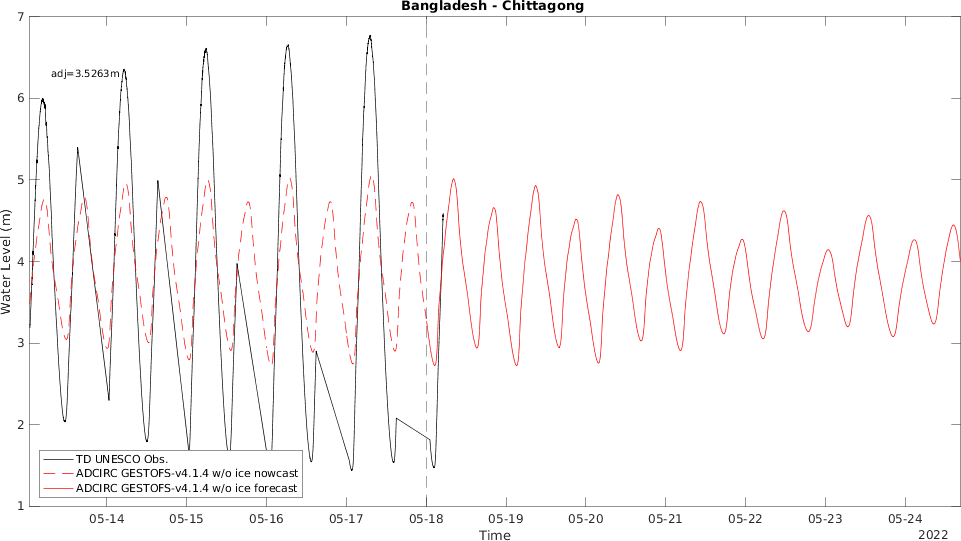 Bangladesh - Chittagong
7
6
5
4
3
2
1
Water Level (m)
adj=3.5263m
TD UNESCO Obs.
ADCIRC GESTOFS-v4.1.4 w/o ice nowcast
ADCIRC GESTOFS-v4.1.4 w/o ice forecast
05-14 05-15 05-16 05-17 05-18 05-19 05-20 05-21 05-22 05-23 05-24
Time
2022